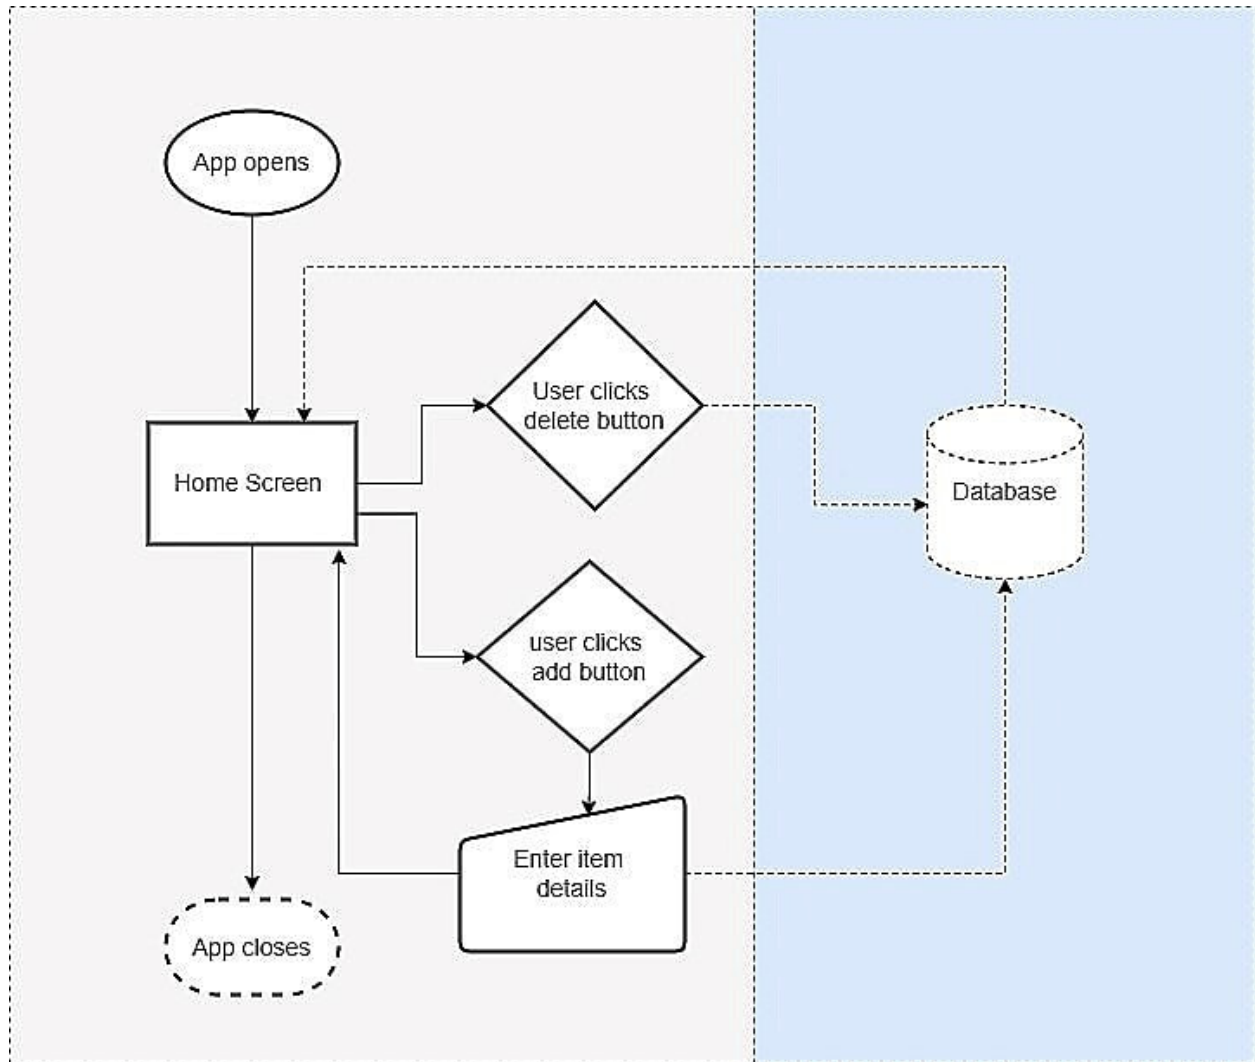 App opens
User clicks
delete button
Home Screen
Database
user clicks
add button
Enter item
details
App closes